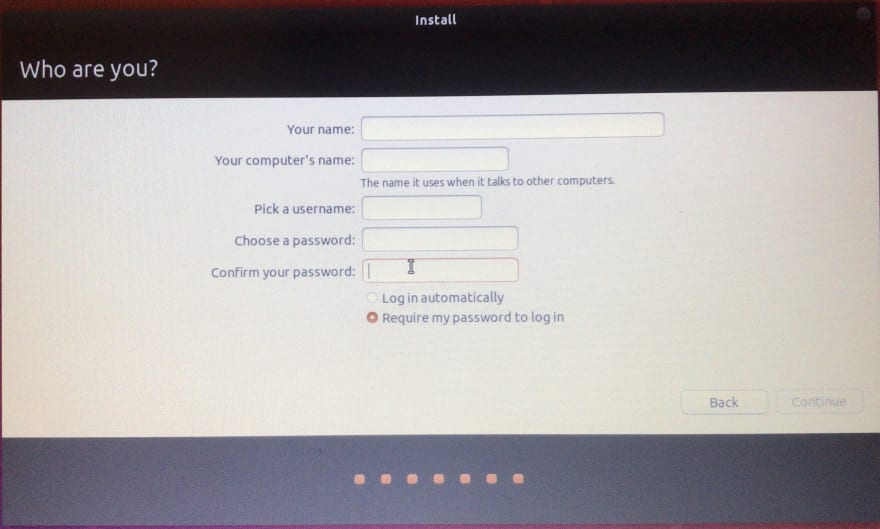 Install
Who are you?
Your name:
Your computer's name:
The name it uses when it talks to other computers.
Pick a username:
Choose a password:
Confirm your password:
Log in automatically
Require my password to log in
Back Continue